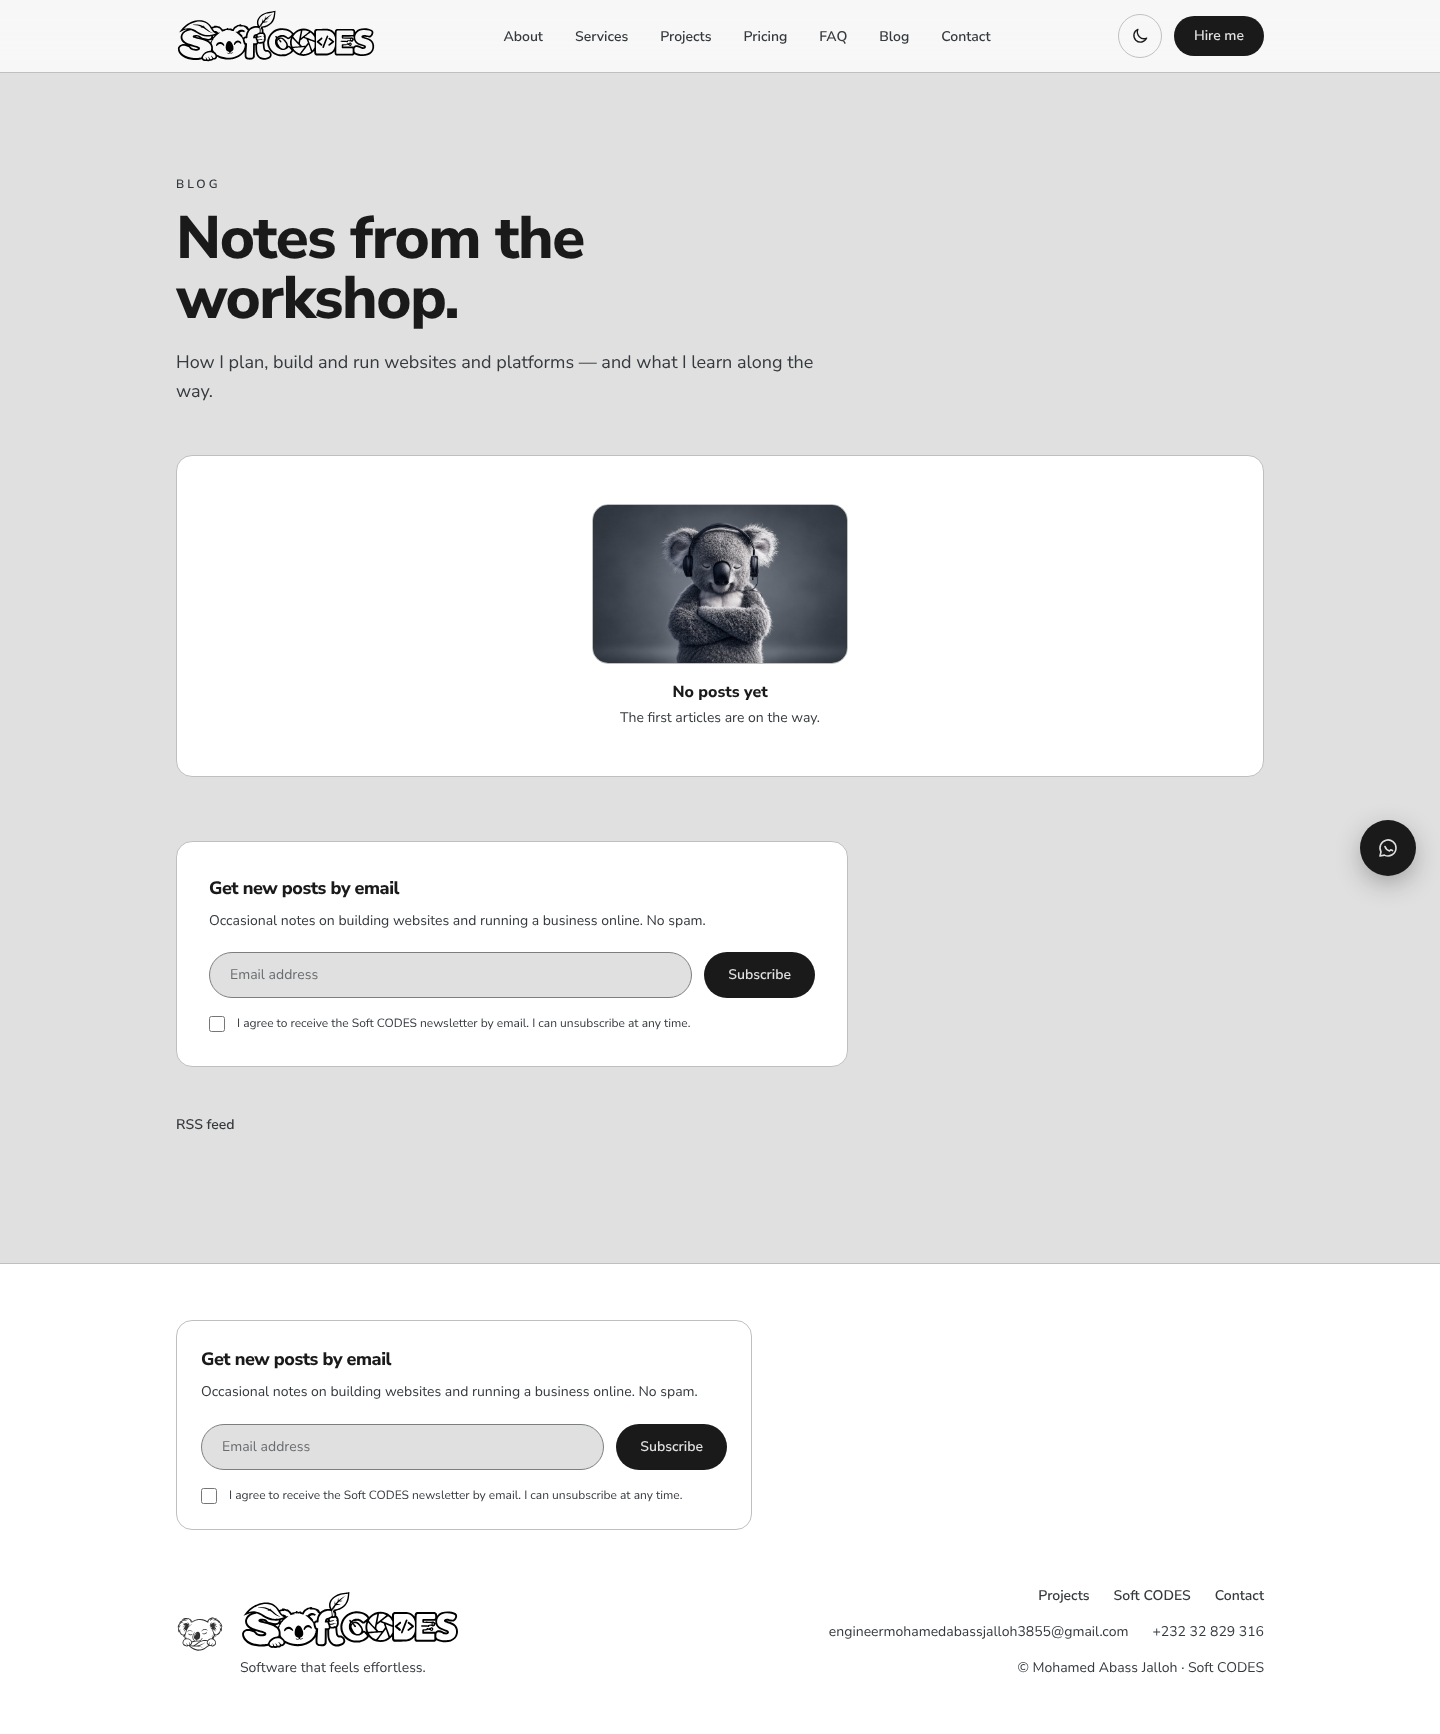 Soft CODES
About
Services
Projects
Pricing
FAQ
Blog
Contact
Hire me
BLOG
Notes from the
workshop.
How I plan, build and run websites and platforms — and what I learn along the
way.
No posts yet
The first articles are on the way.
Get new posts by email
Occasional notes on building websites and running a business online. No spam.
Email address
Subscribe
I agree to receive the Soft CODES newsletter by email. I can unsubscribe at any time.
RSS feed
Get new posts by email
Occasional notes on building websites and running a business online. No spam.
Email address
Subscribe
I agree to receive the Soft CODES newsletter by email. I can unsubscribe at any time.
Soft CODES
Software that feels effortless.
Projects
Soft CODES
Contact
engineermohamedabassjalloh3855@gmail.com
+232 32 829 316
© Mohamed Abass Jalloh · Soft CODES